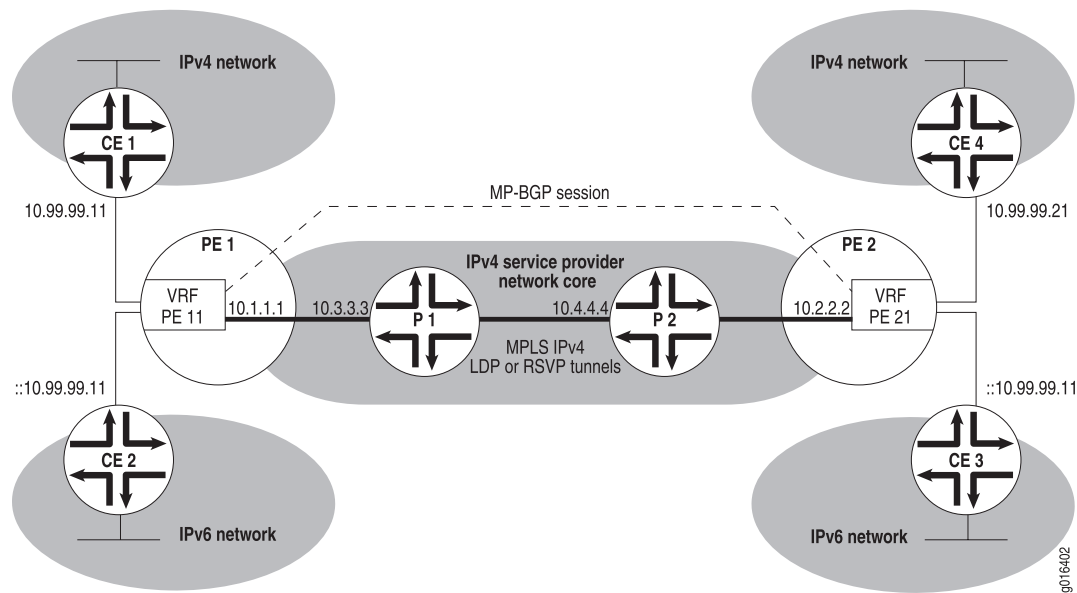 IPv4 network
IPv4 network
CE 1
CE 4
10.99.99.11
MP-BGP session
10.99.99.21
PE 1
PE 2
IPv4 service provider
network core
VRF
PE 11
10.1.1.1
10.3.3.3
P 1
10.4.4.4
P 2
10.2.2.2
VRF
PE 21
MPLS IPv4
LDP or RSVP tunnels
::10.99.99.11
::10.99.99.11
CE 2
CE 3
IPv6 network
IPv6 network
g016402